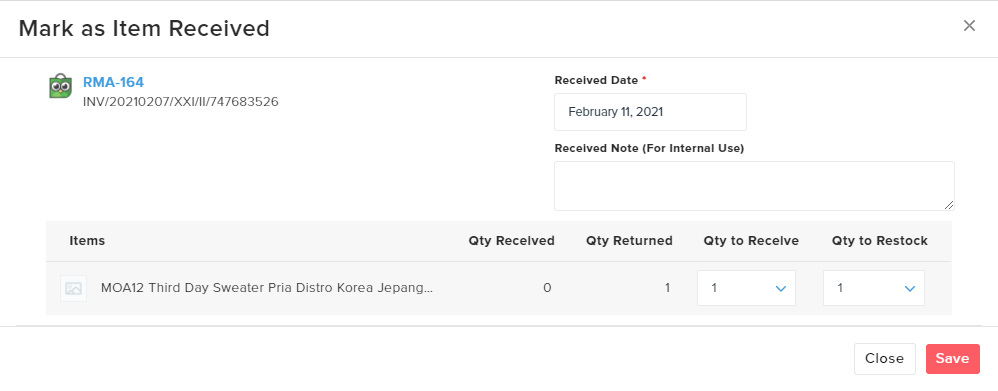 Mark as Item Received
RMA-164
INV/20210207/XXI/II/747683526
Received Date *
February 11, 2021
Received Note (For Internal Use)
Items Qty Received Qty Returned Qty to Receive Qty to Restock
MOA12 Third Day Sweater Pria Distro Korea Jepang... 0 1 1 1
Close Save